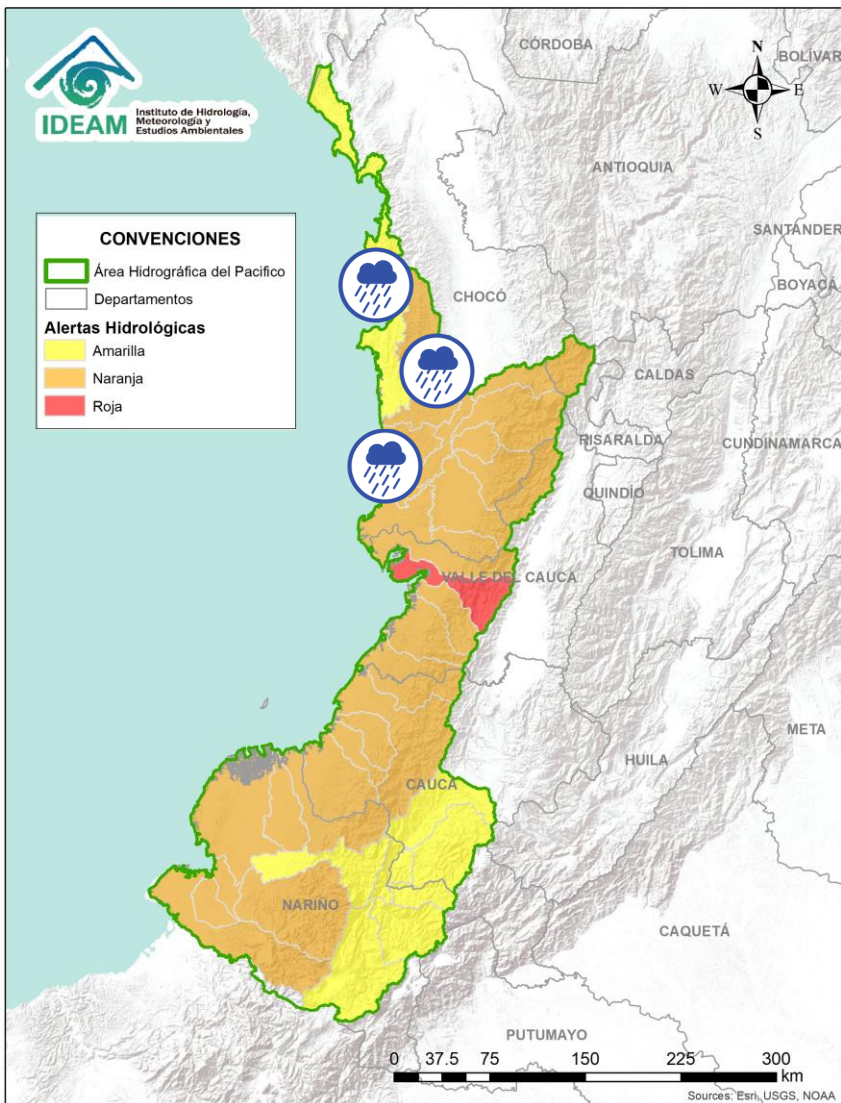 IDEAM
Instituto de Hidrología,
Meteorología y
Estudios Ambientales
CÓRDOBA
BOLÍVAR
N
W
E
S
ANTIOQUIA
SANTANDER
BOYACÁ
CONVENCIONES
Área Hidrográfica del Pacifico
Departamentos
Alertas Hidrológicas
Amarilla
Naranja
Roja
CHOCÓ
CALDAS
RISARALDA
CUNDINAMARCA
QUINDÍO
TOLIMA
VALLE DEL CAUCA
META
HUILA
CAUCA
NARIÑO
CAQUETÁ
PUTUMAYO
0 37.5 75 150 225 300
km
Sources: Esri, USGS, NOAA